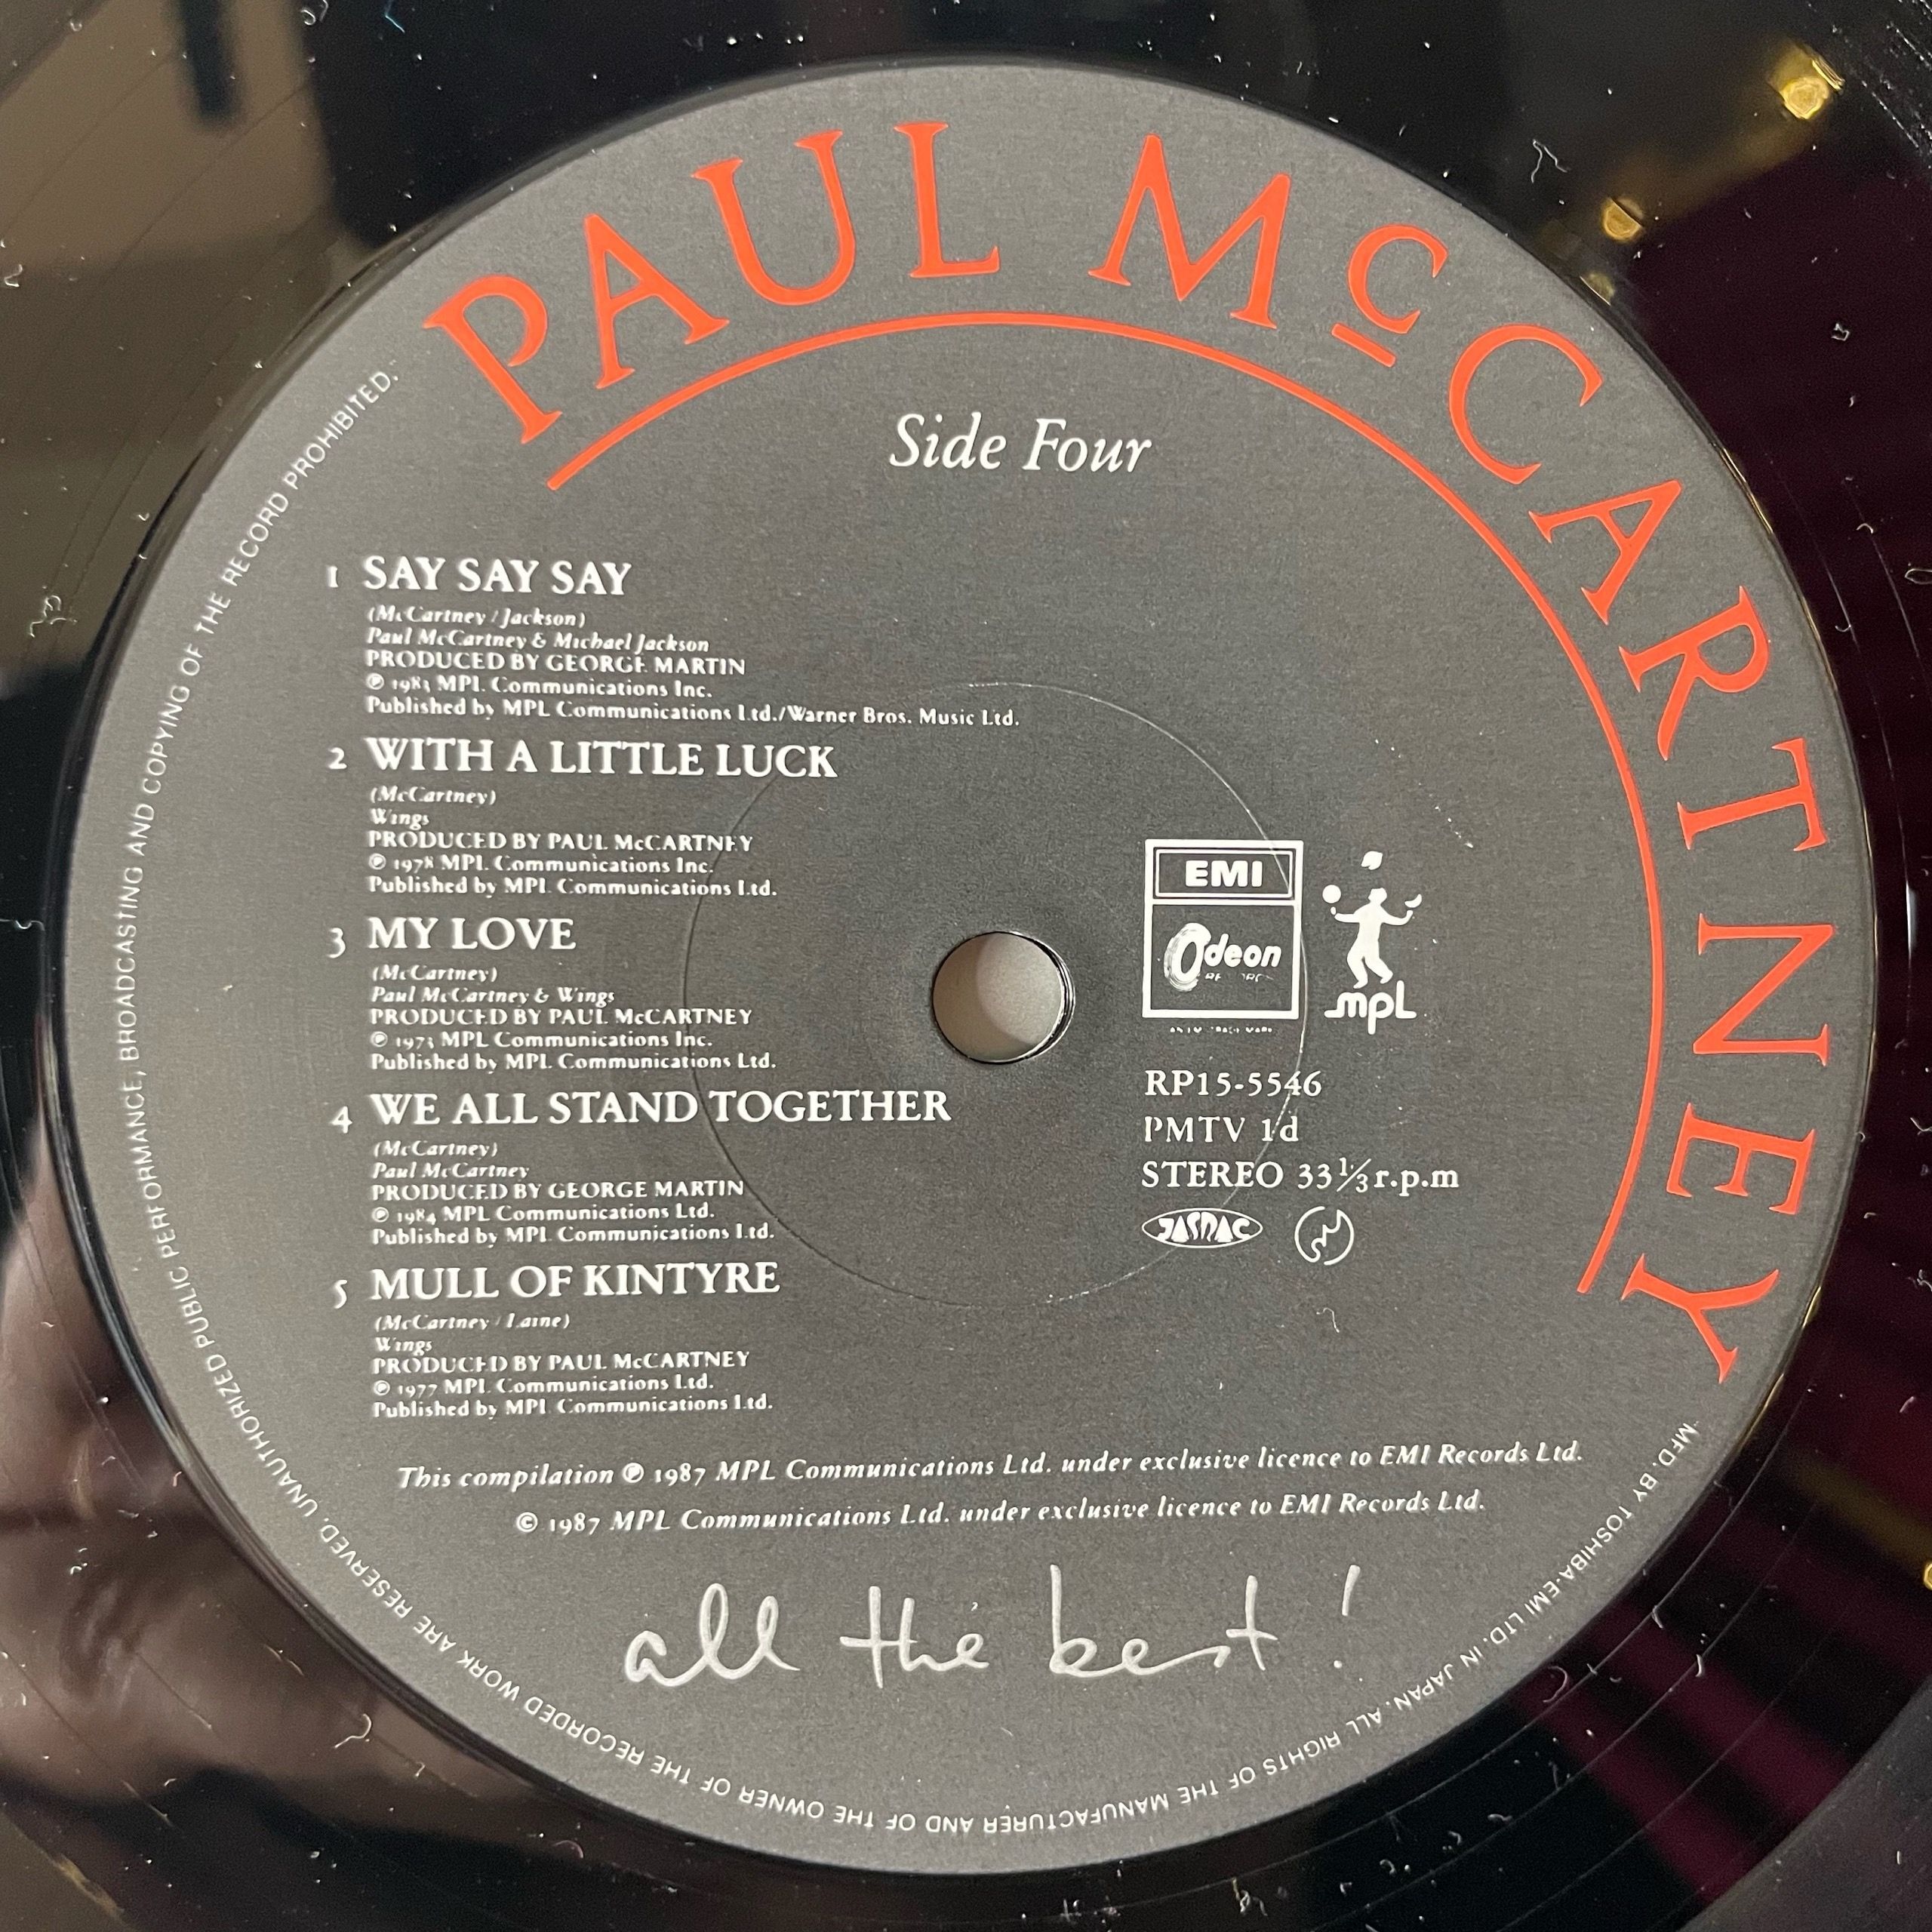 PAUL McCARTNEY
Side Four
1 SAY SAY SAY
(McCartney / Jackson)
Paul McCartney & Michael Jackson
PRODUCED BY GEORGE MARTIN
℗ 1983 MPL Communications Inc.
Published by MPL Communications Ltd./Warner Bros. Music Ltd.
2 WITH A LITTLE LUCK
(McCartney)
Wings
PRODUCED BY PAUL McCARTNEY
℗ 1978 MPL Communications Inc.
Published by MPL Communications Ltd.
3 MY LOVE
(McCartney)
Paul McCartney & Wings
PRODUCED BY PAUL McCARTNEY
℗ 1973 MPL Communications Inc.
Published by MPL Communications Ltd.
4 WE ALL STAND TOGETHER
(McCartney)
Paul McCartney
PRODUCED BY GEORGE MARTIN
℗ 1984 MPL Communications Ltd.
Published by MPL Communications Ltd.
5 MULL OF KINTYRE
(McCartney / Laine)
Wings
PRODUCED BY PAUL McCARTNEY
℗ 1977 MPL Communications Ltd.
Published by MPL Communications Ltd.
EMI
Odeon
mpl
RP15-5546
PMTV 1d
STEREO 33⅓ r.p.m
JASRAC
This compilation ℗ 1987 MPL Communications Ltd. under exclusive licence to EMI Records Ltd.
© 1987 MPL Communications Ltd. under exclusive licence to EMI Records Ltd.
all the best!
MFD. BY TOSHIBA-EMI LTD. IN JAPAN. ALL RIGHTS OF THE MANUFACTURER AND OF THE OWNER OF THE RECORDED WORK ARE RESERVED. UNAUTHORIZED PUBLIC PERFORMANCE, BROADCASTING AND COPYING OF THE RECORD PROHIBITED.